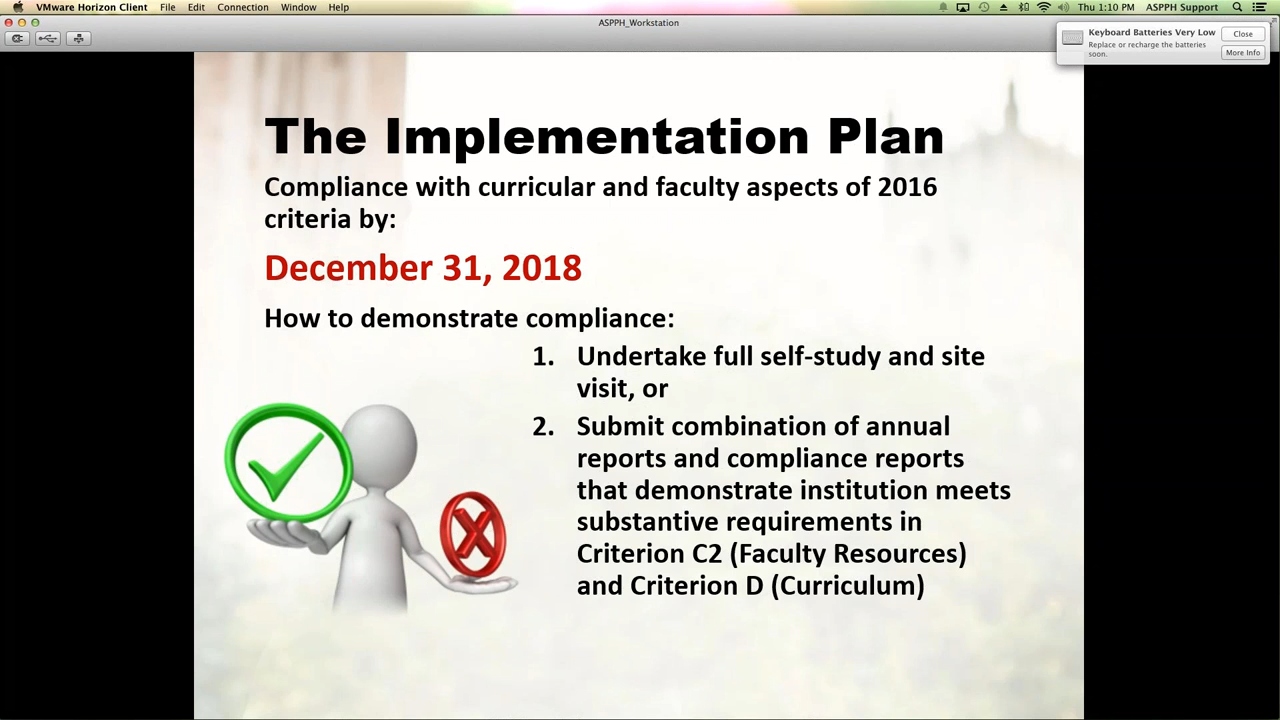 VMware Horizon Client File Edit Connection Window Help Thu 1:10 PM ASPPH Support
ASPPH_Workstation
Keyboard Batteries Very Low
Replace or recharge the batteries
soon.
Close
More Info
The Implementation Plan
Compliance with curricular and faculty aspects of 2016
criteria by:
December 31, 2018
How to demonstrate compliance:
1. Undertake full self-study and site
visit, or
2. Submit combination of annual
reports and compliance reports
that demonstrate institution meets
substantive requirements in
Criterion C2 (Faculty Resources)
and Criterion D (Curriculum)